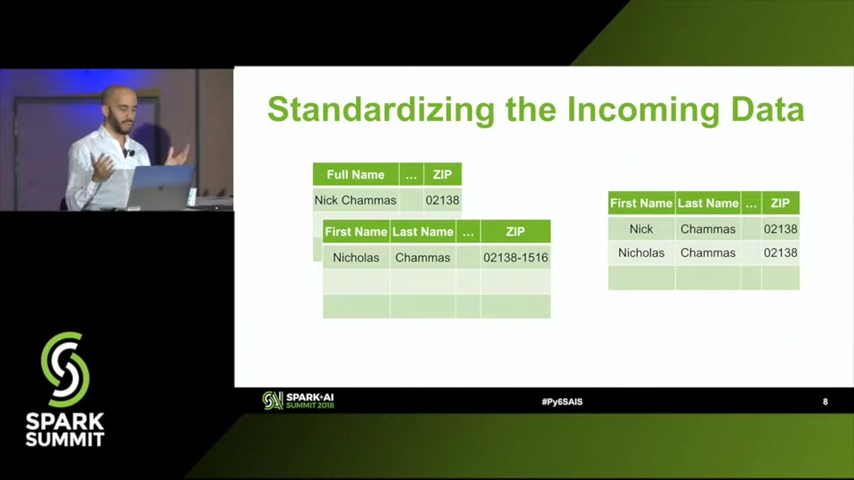 Standardizing the Incoming Data
Full Name ... ZIP
Nick Chammas 02138
First Name Last Name ... ZIP
Nicholas Chammas 02138-1516
First Name Last Name ... ZIP
Nick Chammas 02138
Nicholas Chammas 02138
SPARK
SUMMIT
SPARK+AI
SUMMIT 2018
#Py6SAIS
8